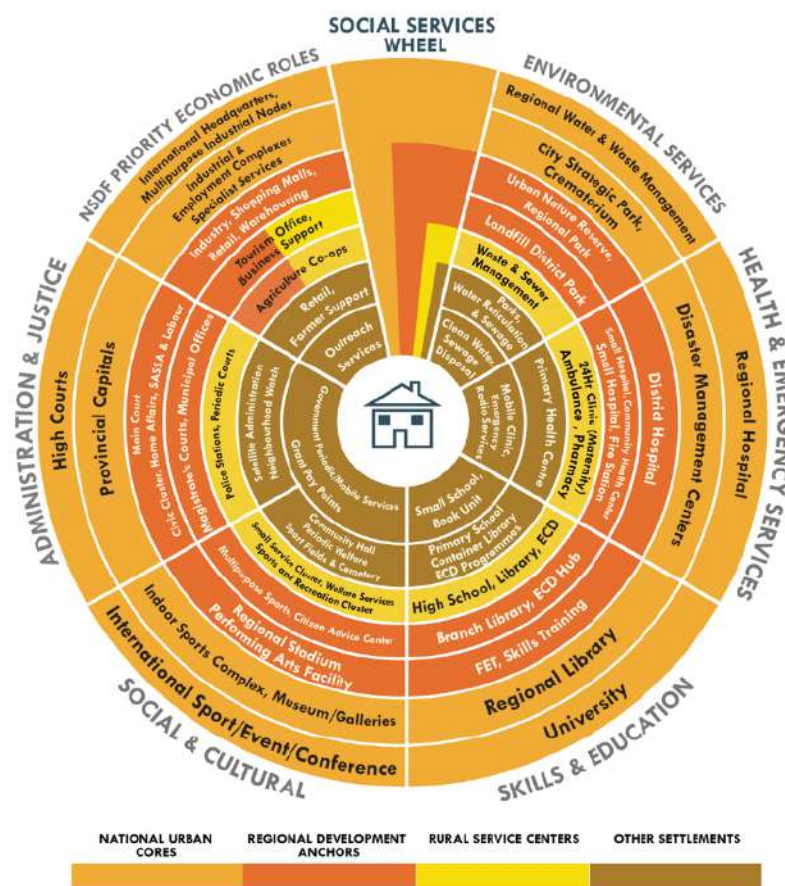 SOCIAL SERVICES
WHEEL
NSDF PRIORITY ECONOMIC ROLES
International Headquarters,
Multipurpose Industrial Nodes
Industrial &
Employment Complexes
Specialist Services
Industry, Shopping Malls,
Retail, Warehousing
Tourism Office,
Business Support
Agriculture Co-ops
Retail,
Farmer Support
Outreach
Services
ENVIRONMENTAL SERVICES
Regional Water & Waste Management
City Strategic Park,
Crematorium
Urban Nature Reserve,
Regional Park
Landfill District Park
Waste & Sewer
Management
Parks,
Water Reticulation
& Sewage
Clean Water
Sewage
Disposal
HEALTH & EMERGENCY SERVICES
Regional Hospital
Disaster Management Centers
District Hospital
Small Hospital, Community Health Center
Small Hospital, Fire Station
24Hr Clinic (Maternity)
Ambulance , Pharmacy
Primary Health Cente
Mobile Clinic,
Emergency
Radio Services
SKILLS & EDUCATION
University
Regional Library
FET, Skills Training
Branch Library, ECD Hub
High School, Library, ECD
Primary School
Container Library
ECD Programmes
Small School,
Book Unit
SOCIAL & CULTURAL
International Sport/Event/Conference
Indoor Sports Complex, Museum/Galleries
Regional Stadium
Performing Arts Facility
Multipurpose Sports, Citizen Advice Center
Small Service Cluster, Welfare Services
Sports and Recreation Cluster
Community Hall
Periodic Welfare
Sport Fields & Cemetery
ADMINISTRATION & JUSTICE
High Courts
Provincial Capitals
Main Court
Civic Cluster, Home Affairs, SASSA & Labour
Magistrate's Courts, Municipal Offices
Police Stations, Periodic Courts
Satellite Administration
Neighbourhood Watch
Government Periodic/Mobile Services
Grant Pay Points
NATIONAL URBAN
CORES
REGIONAL DEVELOPMENT
ANCHORS
RURAL SERVICE CENTERS
OTHER SETTLEMENTS